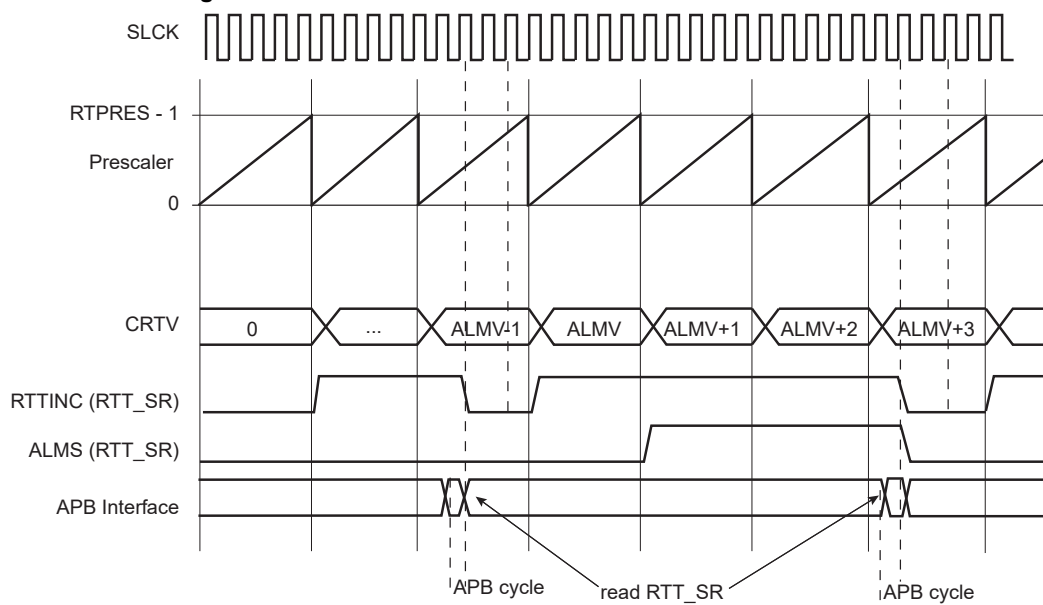 SLCK
RTPRES - 1
Prescaler
0
CRTV
0 ... ALMV-1 ALMV ALMV+1 ALMV+2 ALMV+3
RTTINC (RTT_SR)
ALMS (RTT_SR)
APB Interface
APB cycle read RTT_SR APB cycle